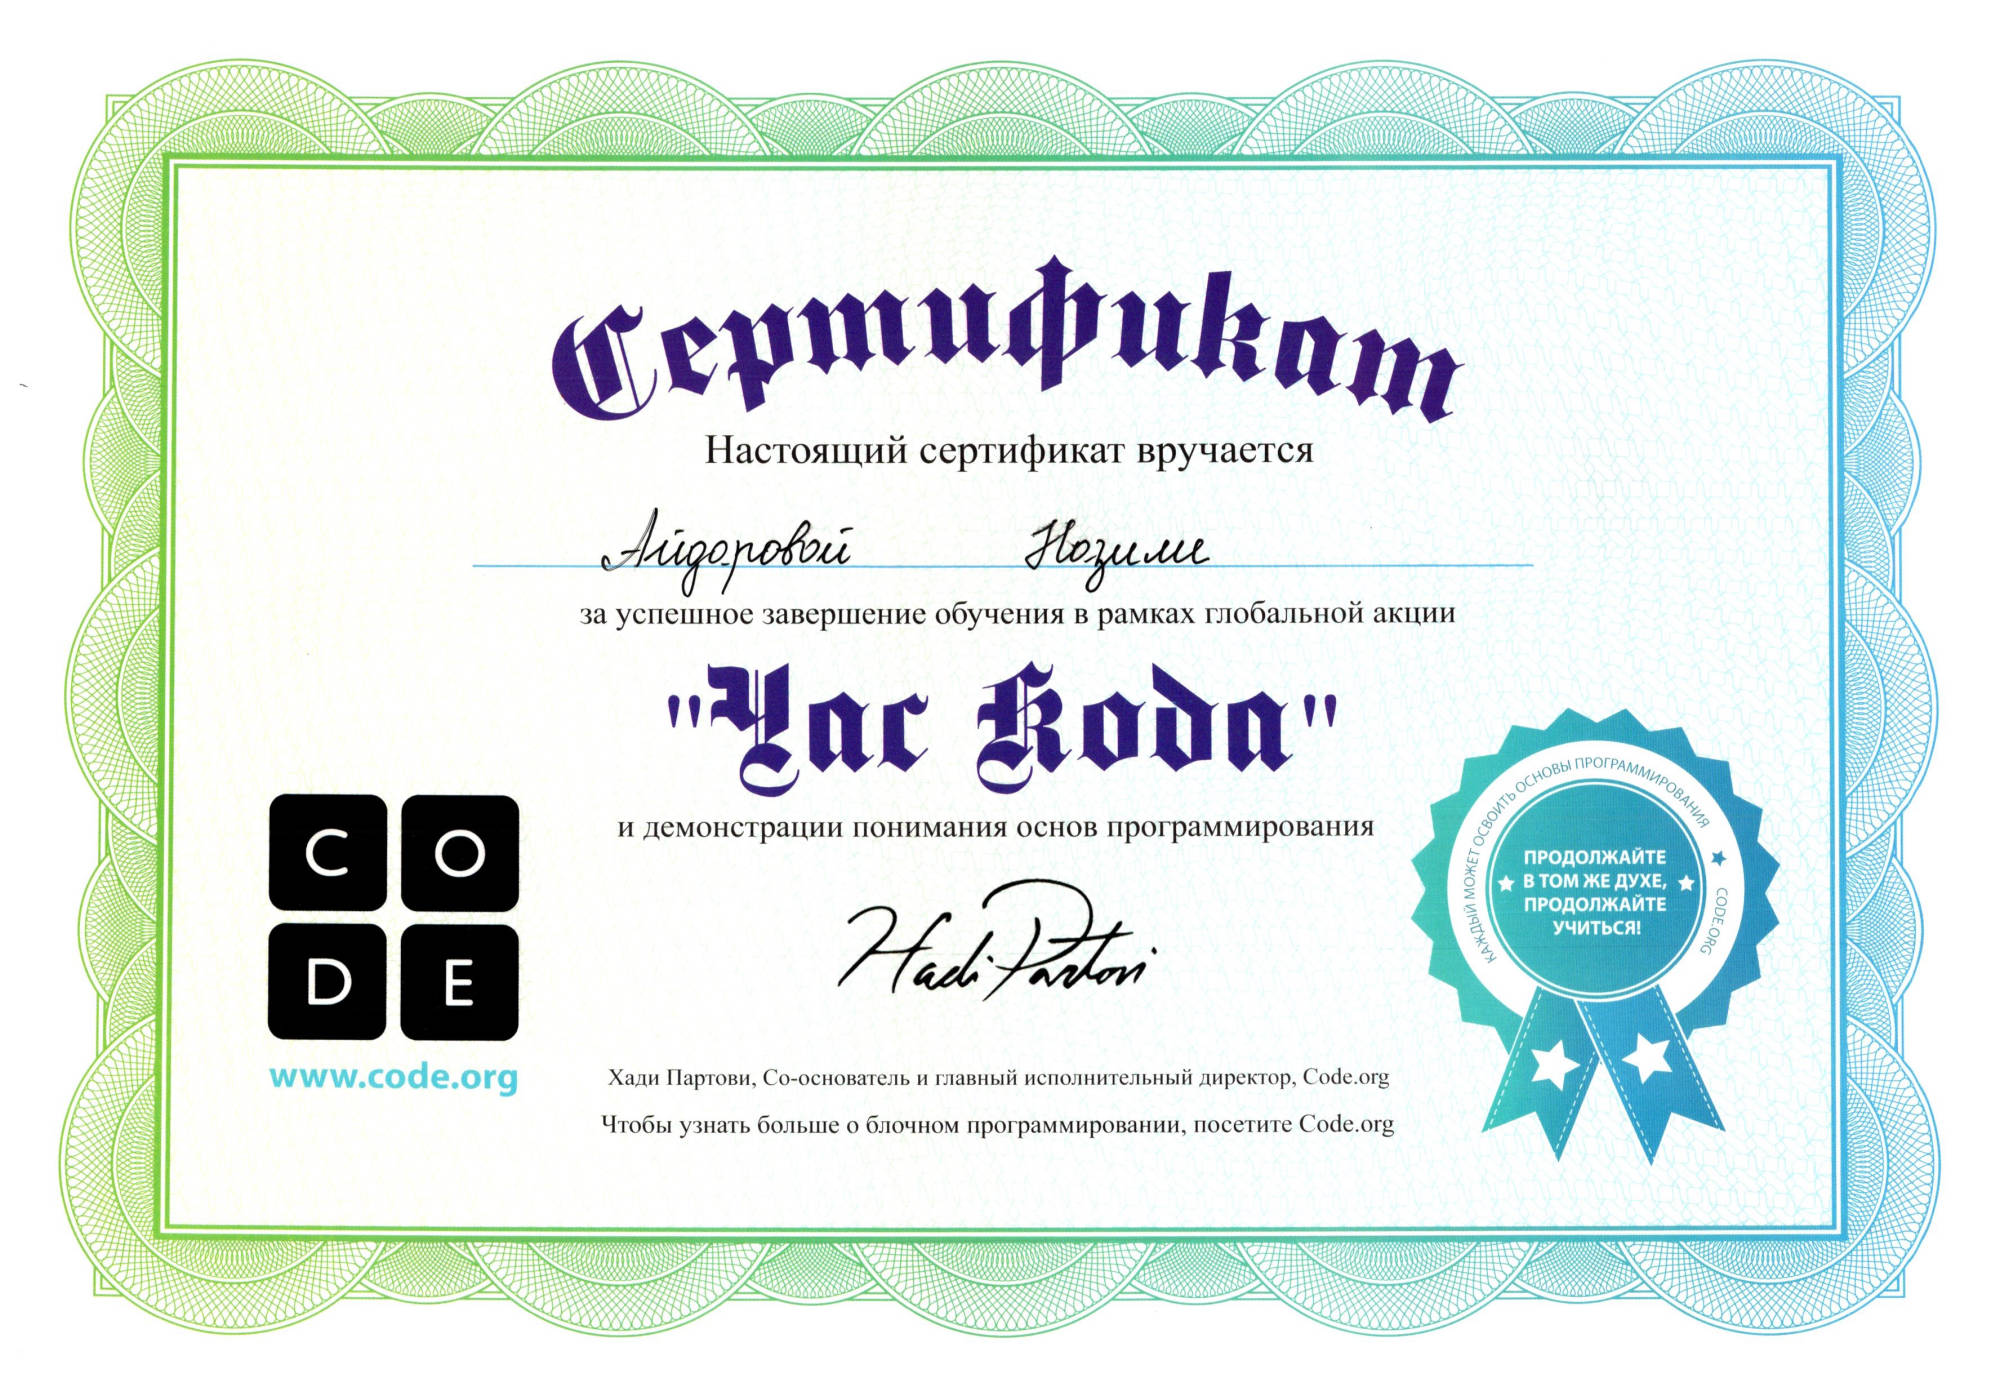 Сертификат
Настоящий сертификат вручается
Айдоровой Нозиме
за успешное завершение обучения в рамках глобальной акции
"Час Кода"
и демонстрации понимания основ программирования
C O
D E
www.code.org
Hadi Partovi
КАЖДЫЙ МОЖЕТ ОСВОИТЬ ОСНОВЫ ПРОГРАММИРОВАНИЯ ★ CODE.ORG
ПРОДОЛЖАЙТЕ
В ТОМ ЖЕ ДУХЕ,
ПРОДОЛЖАЙТЕ
УЧИТЬСЯ!
Хади Партови, Со-основатель и главный исполнительный директор, Code.org
Чтобы узнать больше о блочном программировании, посетите Code.org